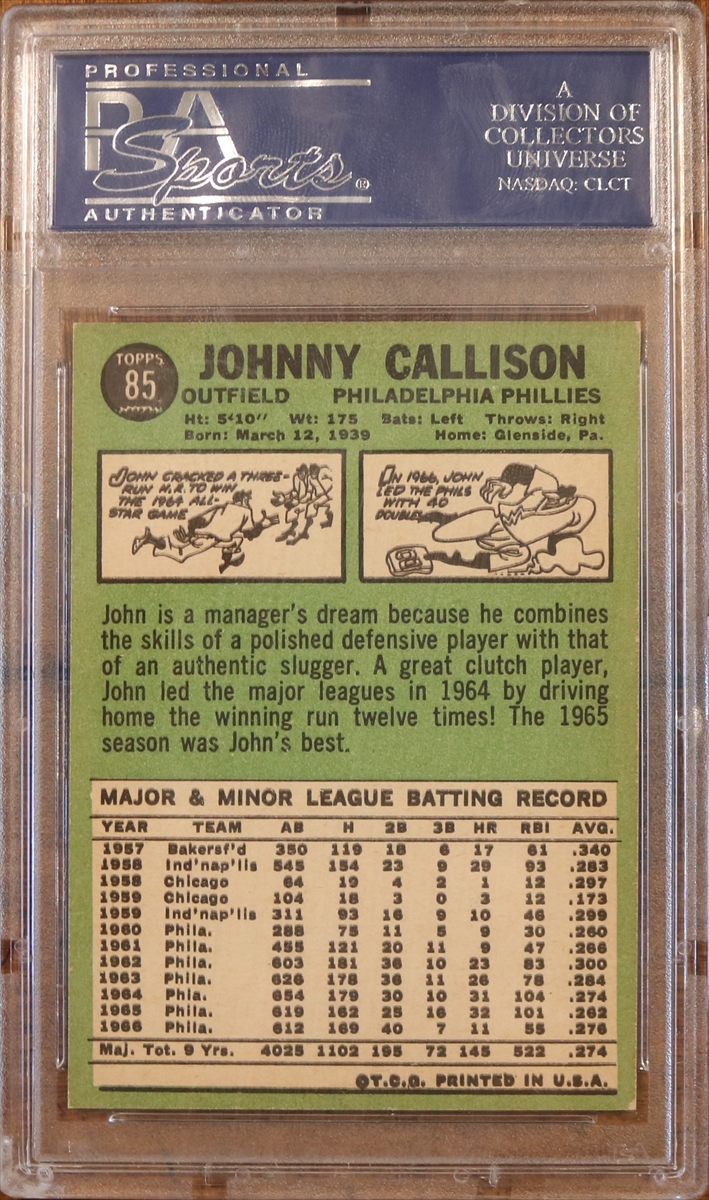 PROFESSIONAL
PSA
Sports®
AUTHENTICATOR
A
DIVISION OF
COLLECTORS
UNIVERSE
NASDAQ: CLCT
TOPPS
85
JOHNNY CALLISON
OUTFIELD PHILADELPHIA PHILLIES
Ht: 5'10" Wt: 175 Bats: Left Throws: Right
Born: March 12, 1939 Home: Glenside, Pa.
JOHN CRACKED A THREE-
RUN H.R. TO WIN
THE 1964 ALL-
STAR GAME
IN 1966, JOHN
LED THE PHILS
WITH 40
DOUBLES
John is a manager's dream because he combines
the skills of a polished defensive player with that
of an authentic slugger. A great clutch player,
John led the major leagues in 1964 by driving
home the winning run twelve times! The 1965
season was John's best.
MAJOR & MINOR LEAGUE BATTING RECORD
YEAR TEAM AB H 2B 3B HR RBI AVG.
1957 Bakersf'd 350 119 18 6 17 61 .340
1958 Ind'nap'lis 545 154 23 9 29 93 .283
1958 Chicago 64 19 4 2 1 12 .297
1959 Chicago 104 18 3 0 3 12 .173
1959 Ind'nap'lis 311 93 16 9 10 46 .299
1960 Phila. 288 75 11 5 9 30 .260
1961 Phila. 455 121 20 11 9 47 .266
1962 Phila. 603 181 36 10 23 83 .300
1963 Phila. 626 178 36 11 26 78 .284
1964 Phla. 654 179 30 10 31 104 .274
1965 Phila. 619 162 25 16 32 101 .262
1966 Phila. 612 169 40 7 11 55 .276
Maj. Tot. 9 Yrs. 4025 1102 195 72 145 522 .274
©T.C.G. PRINTED IN U.S.A.